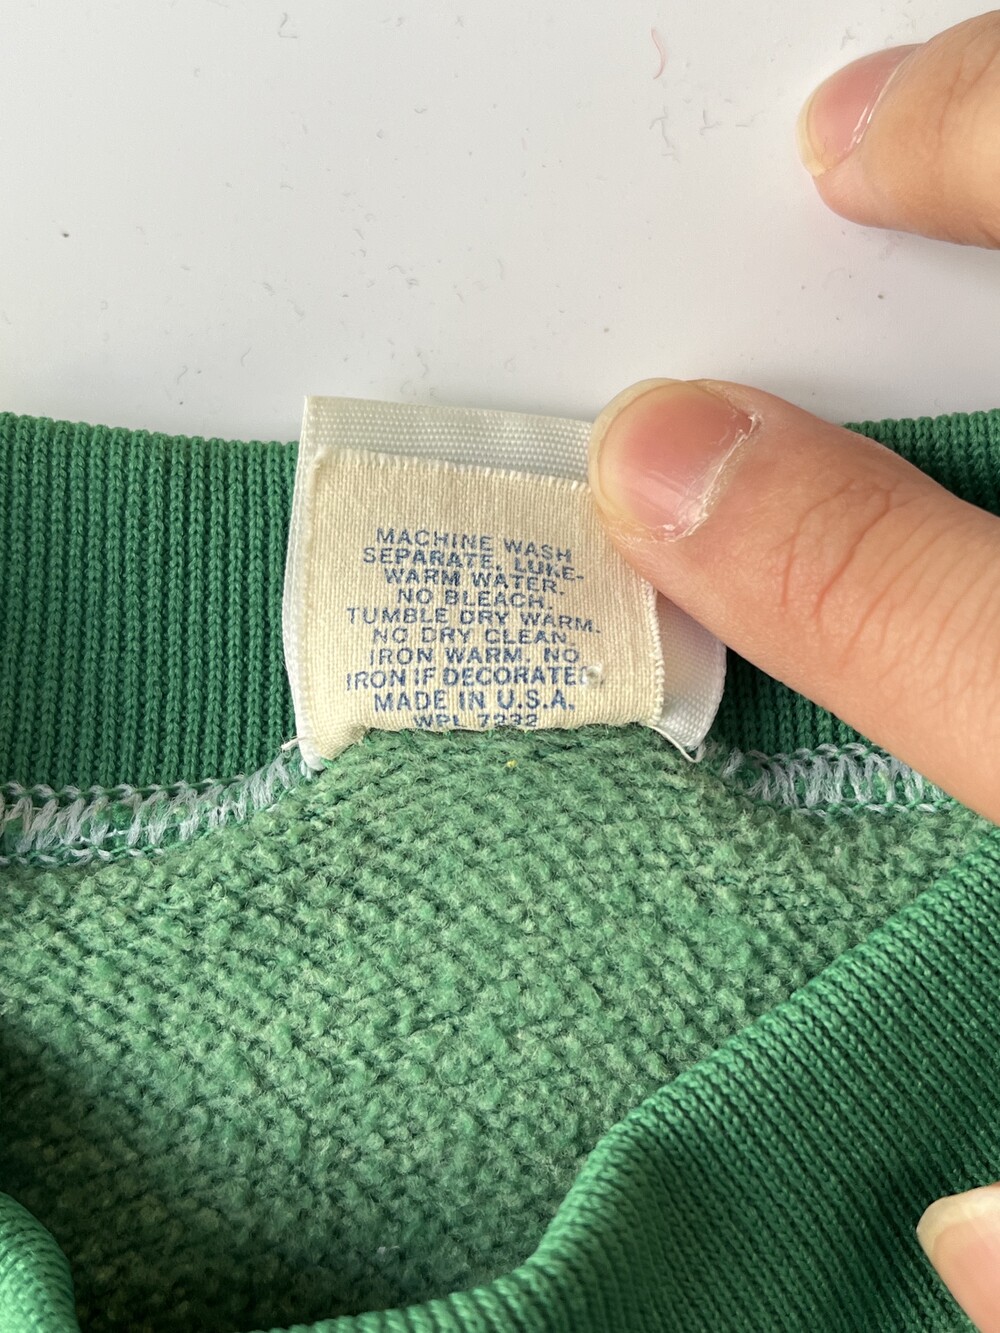 MACHINE WASH
SEPARATE, LUKE-
WARM WATER.
NO BLEACH.
TUMBLE DRY WARM.
NO DRY CLEAN.
IRON WARM. NO
IRON IF DECORATED
MADE IN U.S.A.
WPL 7232